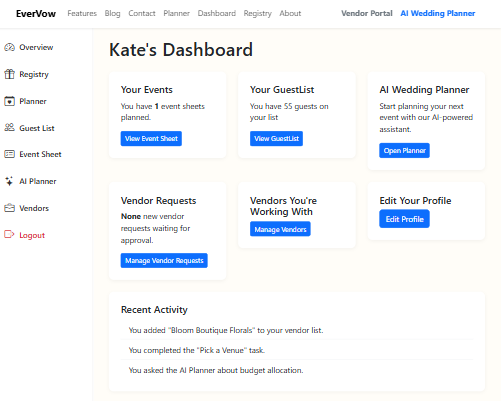 EverVow Features Blog Contact Planner Dashboard Registry About Vendor Portal AI Wedding Planner
Overview
Registry
Planner
Guest List
Event Sheet
AI Planner
Vendors
Logout
Kate's Dashboard
Your Events
You have 1 event sheets
planned.
View Event Sheet
Your GuestList
You have 55 guests on
your list
View GuestList
AI Wedding Planner
Start planning your next
event with our AI-powered
assistant.
Open Planner
Vendor Requests
None new vendor
requests waiting for
approval.
Manage Vendor Requests
Vendors You're
Working With
Manage Vendors
Edit Your Profile
Edit Profile
Recent Activity
You added "Bloom Boutique Florals" to your vendor list.
You completed the "Pick a Venue" task.
You asked the AI Planner about budget allocation.